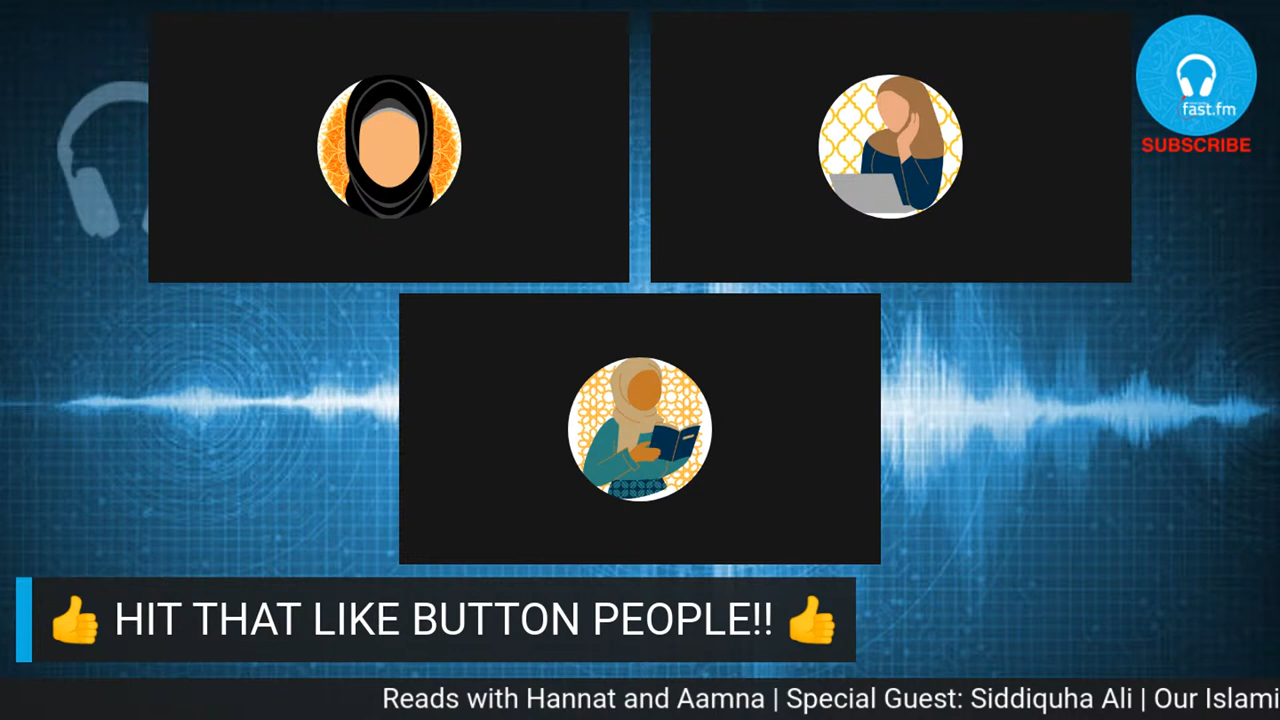 fast.fm
SUBSCRIBE
👍 HIT THAT LIKE BUTTON PEOPLE!! 👍
Reads with Hannat and Aamna | Special Guest: Siddiquha Ali | Our Islami